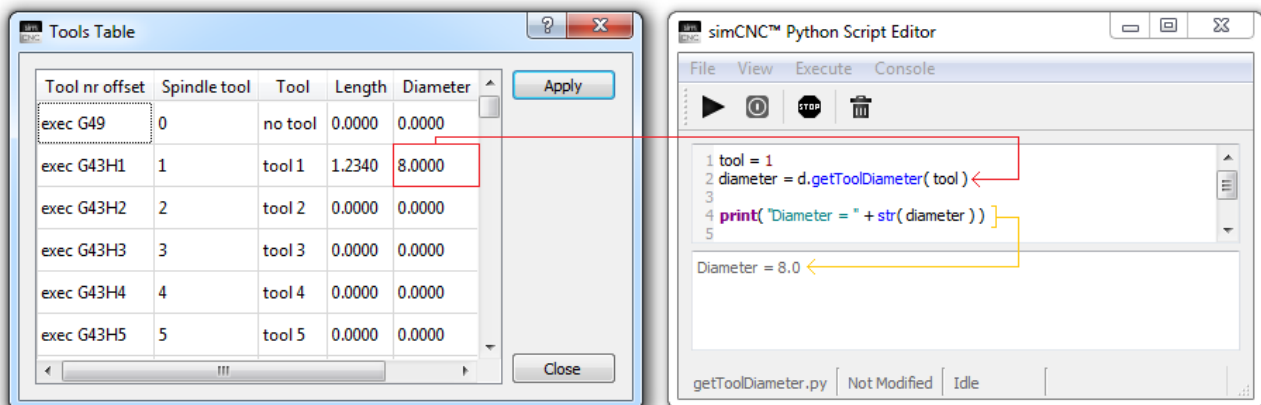 Tools Table
Tool nr offset Spindle tool Tool Length Diameter
exec G49 0 no tool 0.0000 0.0000
exec G43H1 1 tool 1 1.2340 8.0000
exec G43H2 2 tool 2 0.0000 0.0000
exec G43H3 3 tool 3 0.0000 0.0000
exec G43H4 4 tool 4 0.0000 0.0000
exec G43H5 5 tool 5 0.0000 0.0000
Apply
Close
simCNC™ Python Script Editor
File View Execute Console
STOP
1 tool = 1
2 diameter = d.getToolDiameter( tool )
3
4 print( "Diameter = " + str( diameter ) )
5
Diameter = 8.0
getToolDiameter.py Not Modified Idle